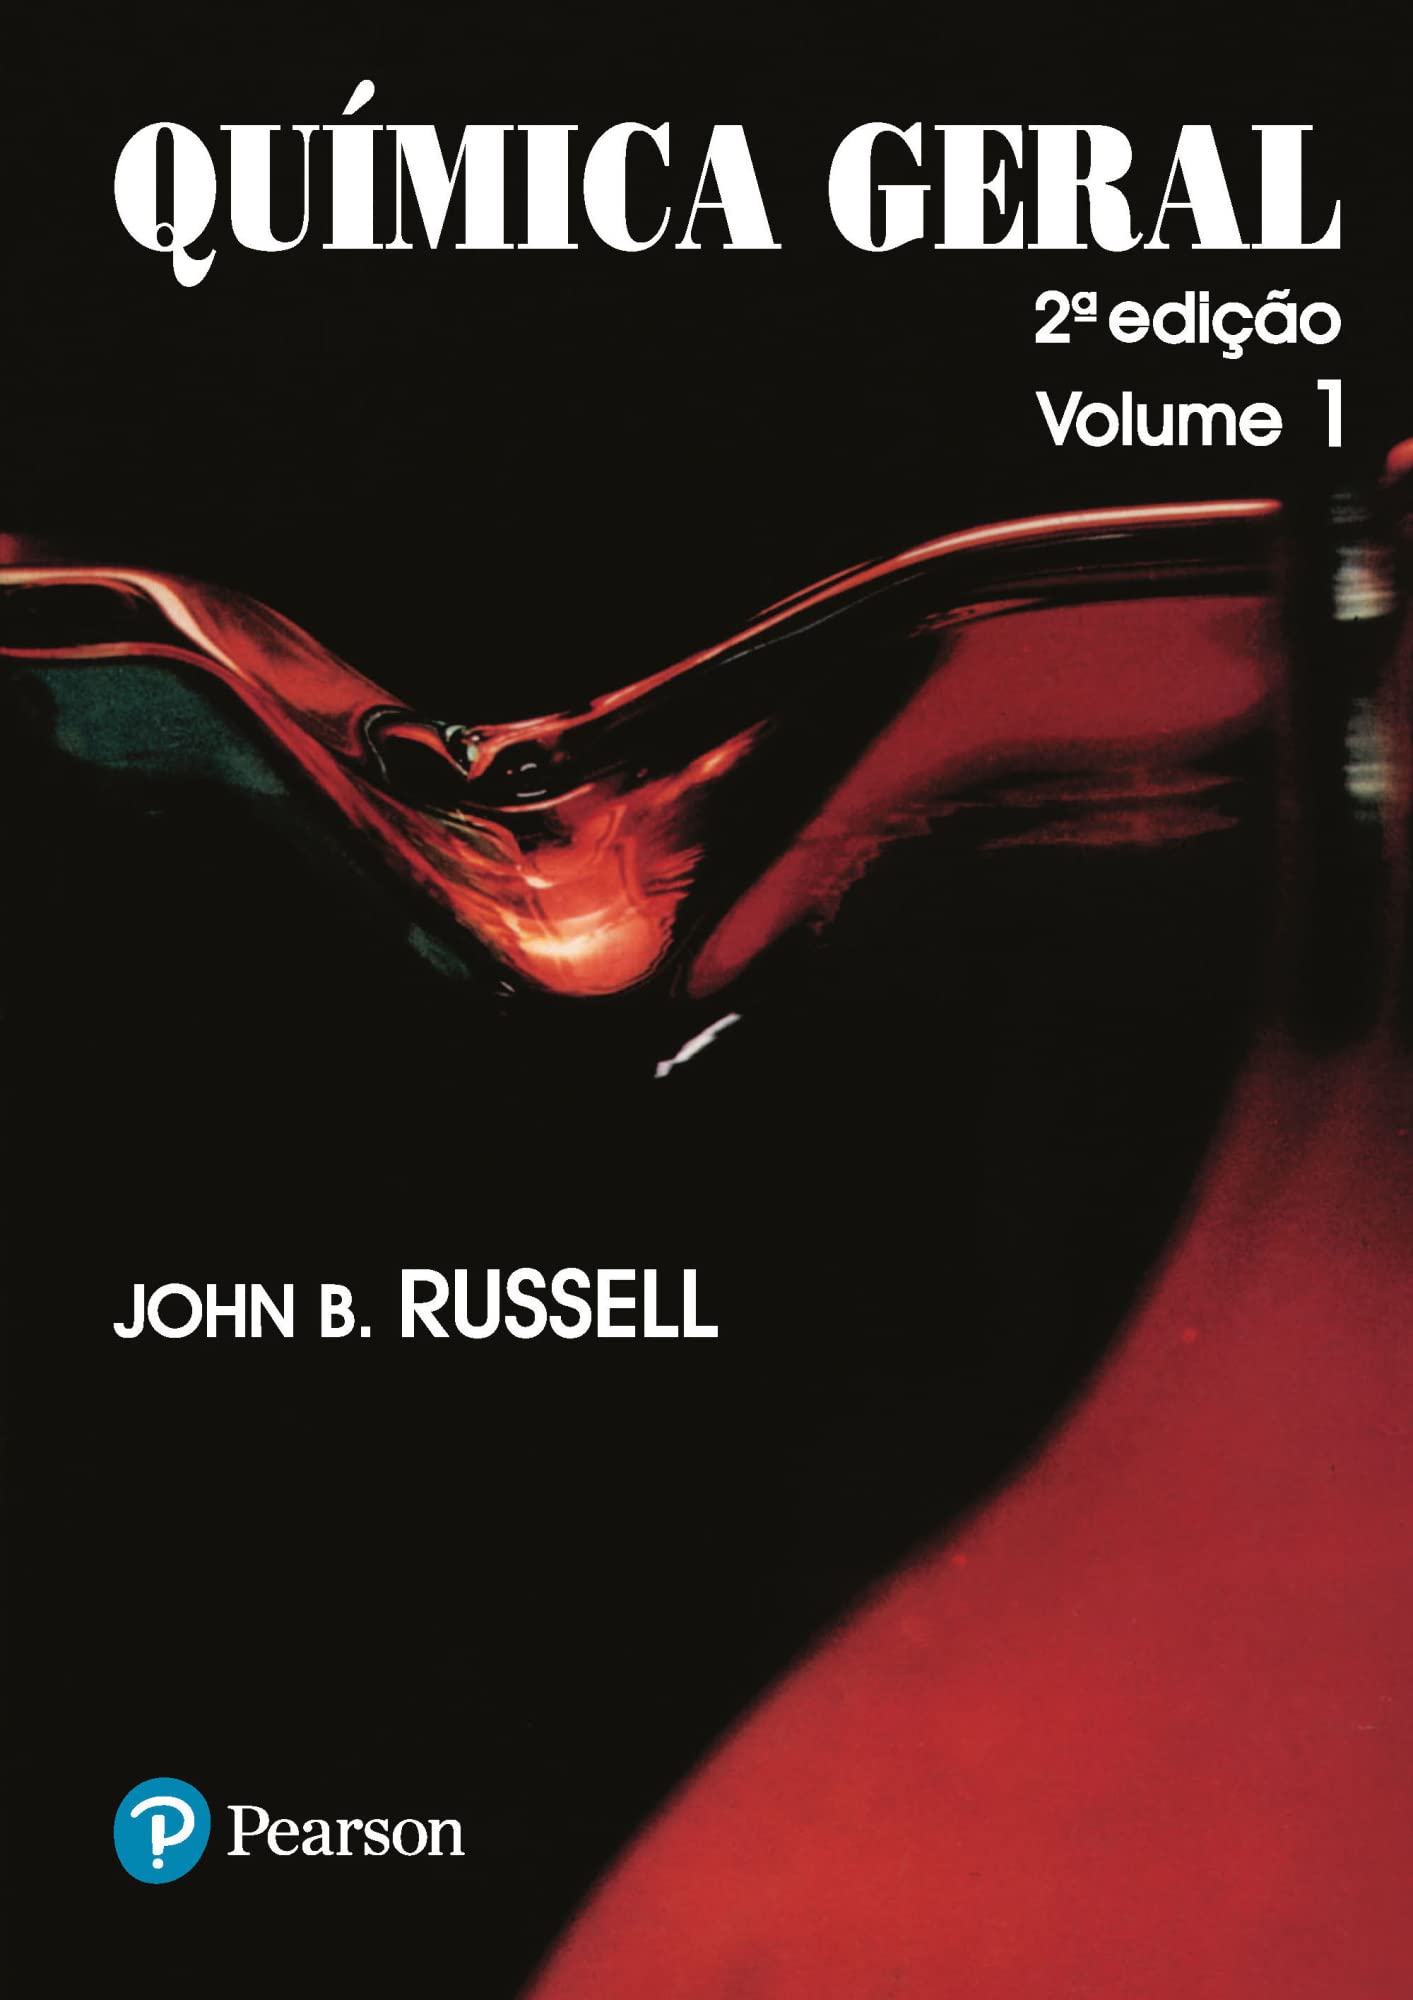 QUÍMICA GERAL
2ª edição
Volume 1
JOHN B. RUSSELL
Pearson